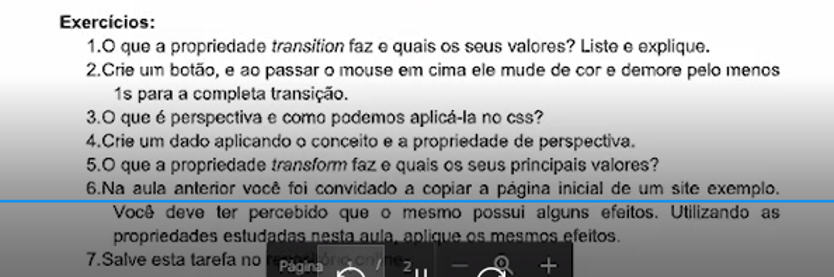 Exercícios:
1.O que a propriedade transition faz e quais os seus valores? Liste e explique.
2.Crie um botão, e ao passar o mouse em cima ele mude de cor e demore pelo menos
1s para a completa transição.
3.O que é perspectiva e como podemos aplicá-la no css?
4.Crie um dado aplicando o conceito e a propriedade de perspectiva.
5.O que a propriedade transform faz e quais os seus principais valores?
6.Na aula anterior você foi convidado a copiar a página inicial de um site exemplo.
Você deve ter percebido que o mesmo possui alguns efeitos. Utilizando as
propriedades estudadas nesta aula, aplique os mesmos efeitos.
7.Salve esta tarefa no
Página / 2